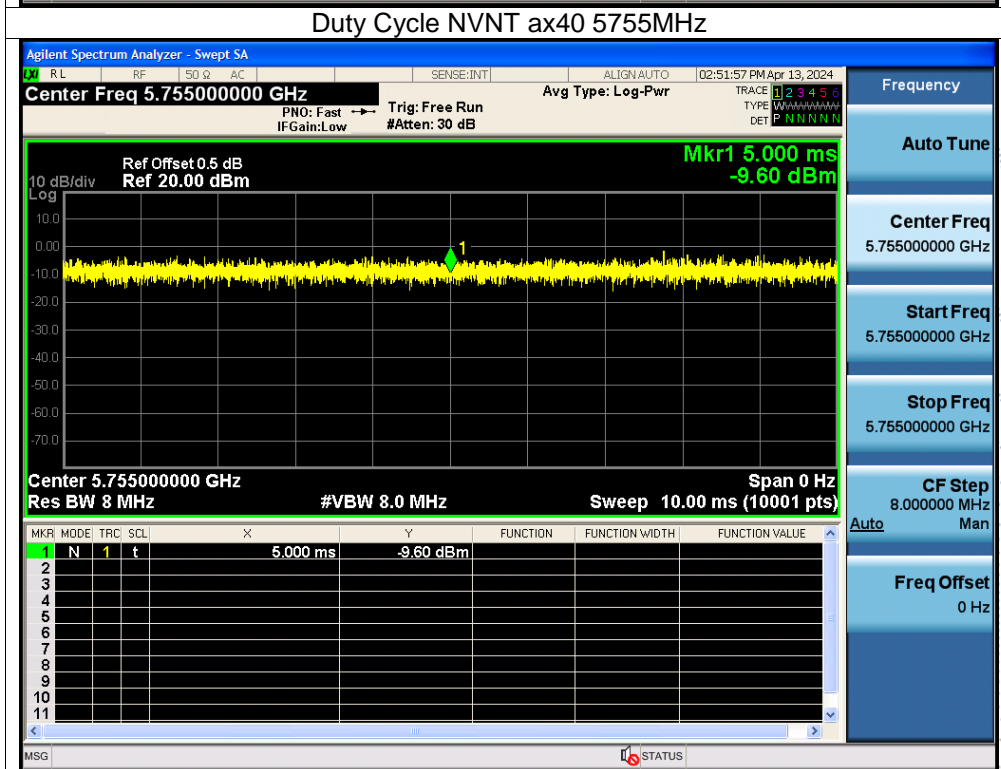 Duty Cycle NVNT ax40 5755MHz
Agilent Spectrum Analyzer - Swept SA
LXI RL RF 50 Ω AC SENSE:INT ALIGN AUTO 02:51:57 PM Apr 13, 2024
Center Freq 5.755000000 GHz
PNO: Fast
IFGain:Low
Trig: Free Run
#Atten: 30 dB
Avg Type: Log-Pwr
TRACE 1 2 3 4 5 6
TYPE
DET P N N N N N
Mkr1 5.000 ms
-9.60 dBm
Ref Offset 0.5 dB
10 dB/div Ref 20.00 dBm
Log
10.0
0.00
-10.0
-20.0
-30.0
-40.0
-50.0
-60.0
-70.0
1
Center 5.755000000 GHz Span 0 Hz
Res BW 8 MHz #VBW 8.0 MHz Sweep 10.00 ms (10001 pts)
MKR MODE TRC SCL X Y FUNCTION FUNCTION WIDTH FUNCTION VALUE
1 N 1 t 5.000 ms -9.60 dBm
2
3
4
5
6
7
8
9
10
11
MSG STATUS
Frequency
Auto Tune
Center Freq
5.755000000 GHz
Start Freq
5.755000000 GHz
Stop Freq
5.755000000 GHz
CF Step
8.000000 MHz
Auto Man
Freq Offset
0 Hz